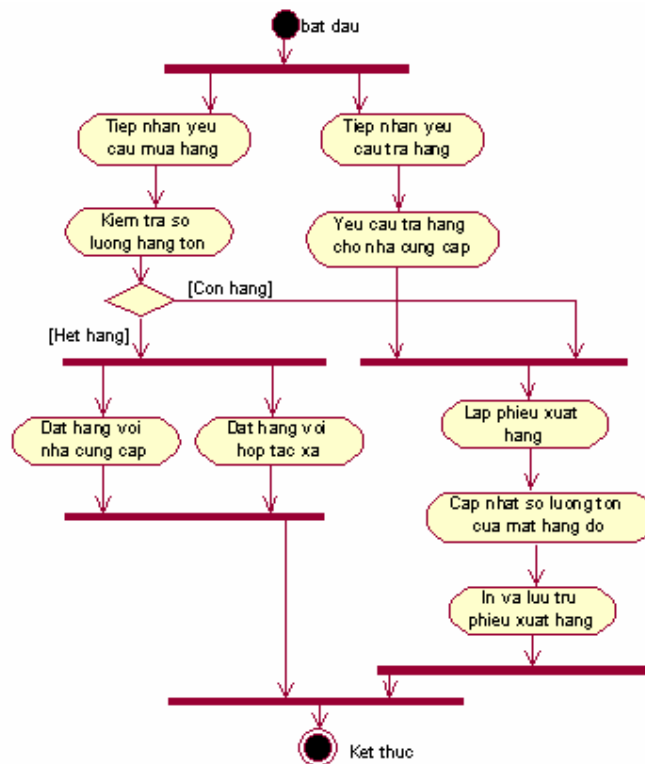 bat dau
Tiep nhan yeu
cau mua hang
Tiep nhan yeu
cau tra hang
Kiem tra so
luong hang ton
Yeu cau tra hang
cho nha cung cap
[Con hang]
[Het hang]
Dat hang voi
nha cung cap
Dat hang voi
hop tac xa
Lap phieu xuat
hang
Cap nhat so luong ton
cua mat hang do
In va luu tru
phieu xuat hang
Ket thuc